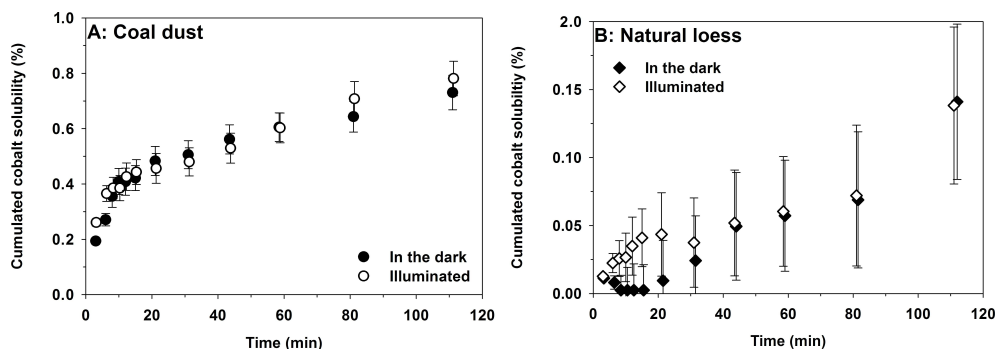 A: Coal dust
Cumulated cobalt solubility (%)
1.0
0.8
0.6
0.4
0.2
0.0
In the dark
Illuminated
0 20 40 60 80 100 120
Time (min)
B: Natural loess
Cumulated cobalt solubiltiy (%)
2.0
0.15
0.10
0.05
0.00
In the dark
Illuminated
0 20 40 60 80 100 120
Time (min)